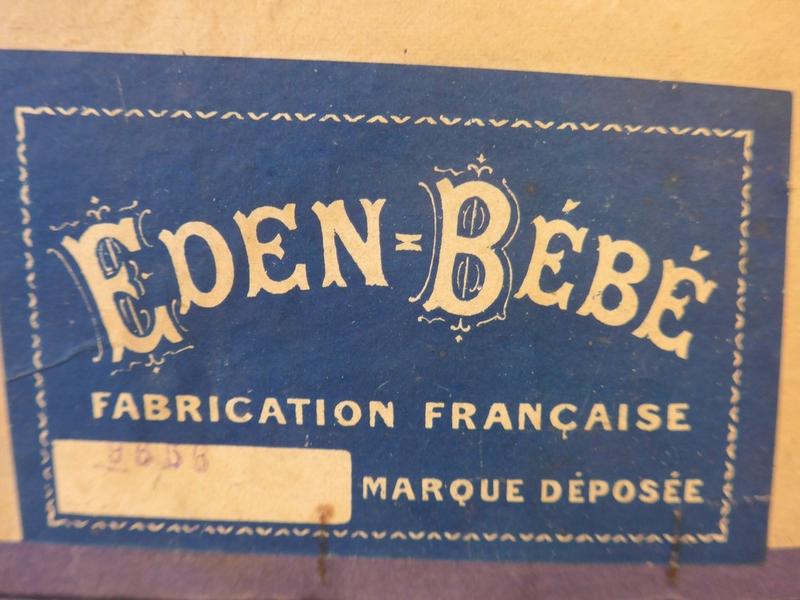 EDEN-BÉBÉ
FABRICATION FRANÇAISE
MARQUE DÉPOSÉE